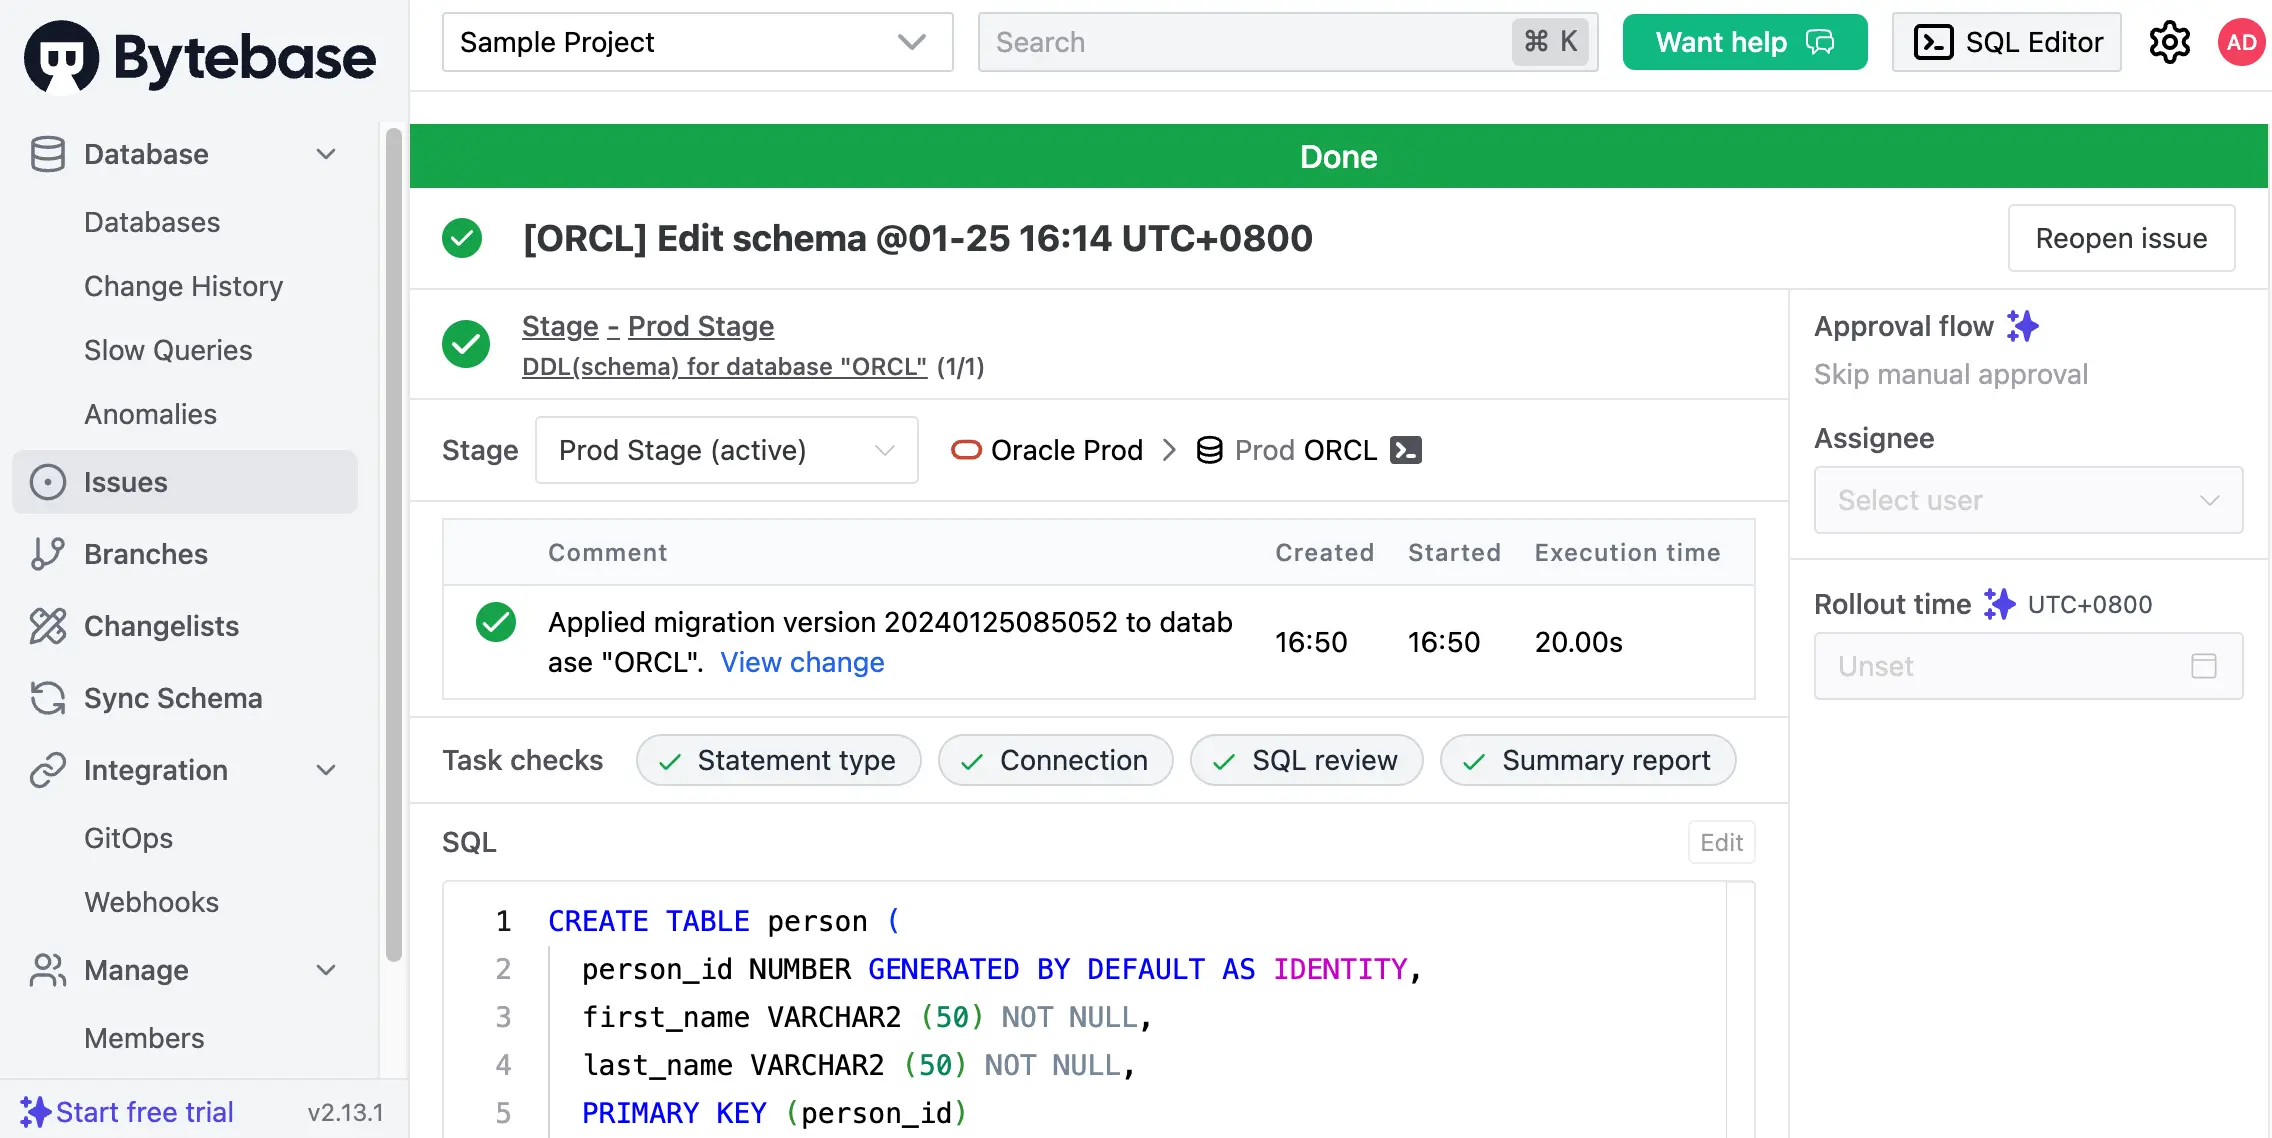 Bytebase
Sample Project
Search
⌘ K
Want help
SQL Editor
AD
Database
Databases
Change History
Slow Queries
Anomalies
Issues
Branches
Changelists
Sync Schema
Integration
GitOps
Webhooks
Manage
Members
Start free trial
v2.13.1
Done
[ORCL] Edit schema @01-25 16:14 UTC+0800
Reopen issue
Stage - Prod Stage
DDL(schema) for database "ORCL" (1/1)
Stage
Prod Stage (active)
Oracle Prod
Prod ORCL
Comment Created Started Execution time
Applied migration version 20240125085052 to datab
ase "ORCL". View change
16:50 16:50 20.00s
Task checks
Statement type
Connection
SQL review
Summary report
SQL
Edit
1 CREATE TABLE person (
2 person_id NUMBER GENERATED BY DEFAULT AS IDENTITY,
3 first_name VARCHAR2 (50) NOT NULL,
4 last_name VARCHAR2 (50) NOT NULL,
5 PRIMARY KEY (person_id)
Approval flow
Skip manual approval
Assignee
Select user
Rollout time UTC+0800
Unset